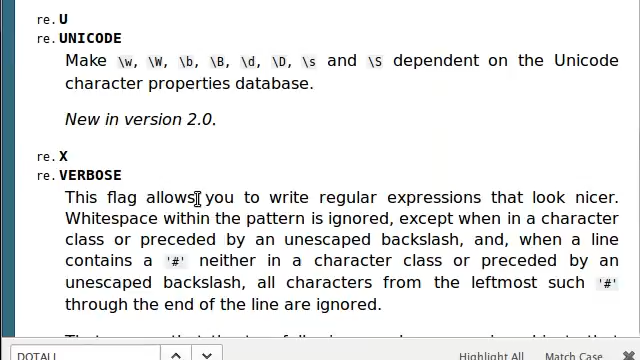 re.U
re.UNICODE
Make \w, \W, \b, \B, \d, \D, \s and \S dependent on the Unicode
character properties database.
New in version 2.0.
re.X
re.VERBOSE
This flag allows you to write regular expressions that look nicer.
Whitespace within the pattern is ignored, except when in a character
class or preceded by an unescaped backslash, and, when a line
contains a '#' neither in a character class or preceded by an
unescaped backslash, all characters from the leftmost such '#'
through the end of the line are ignored.
DOTALL Highlight All Match Case